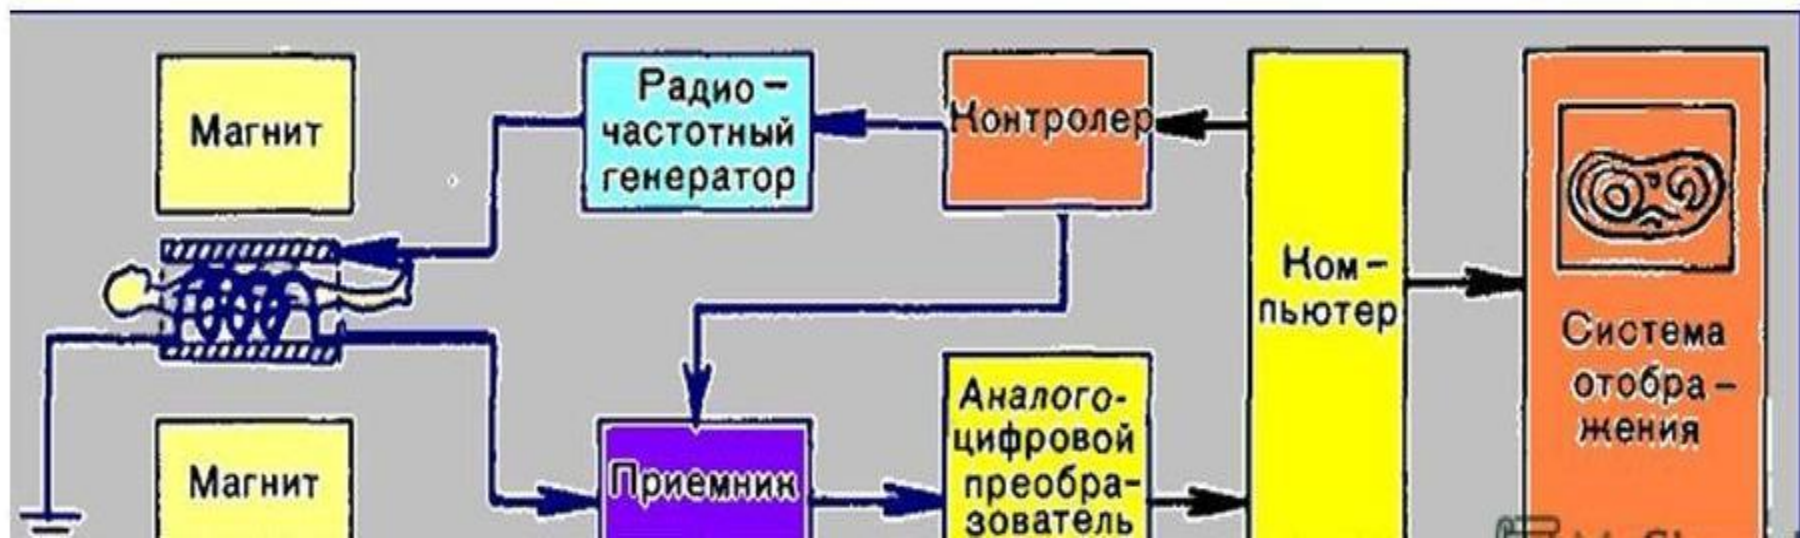 Магнит
Радио-
частотный
генератор
Контролер
Ком-
пьютер
Система
отобра-
жения
Магнит
Приемник
Аналого-
цифровой
преобра-
зователь